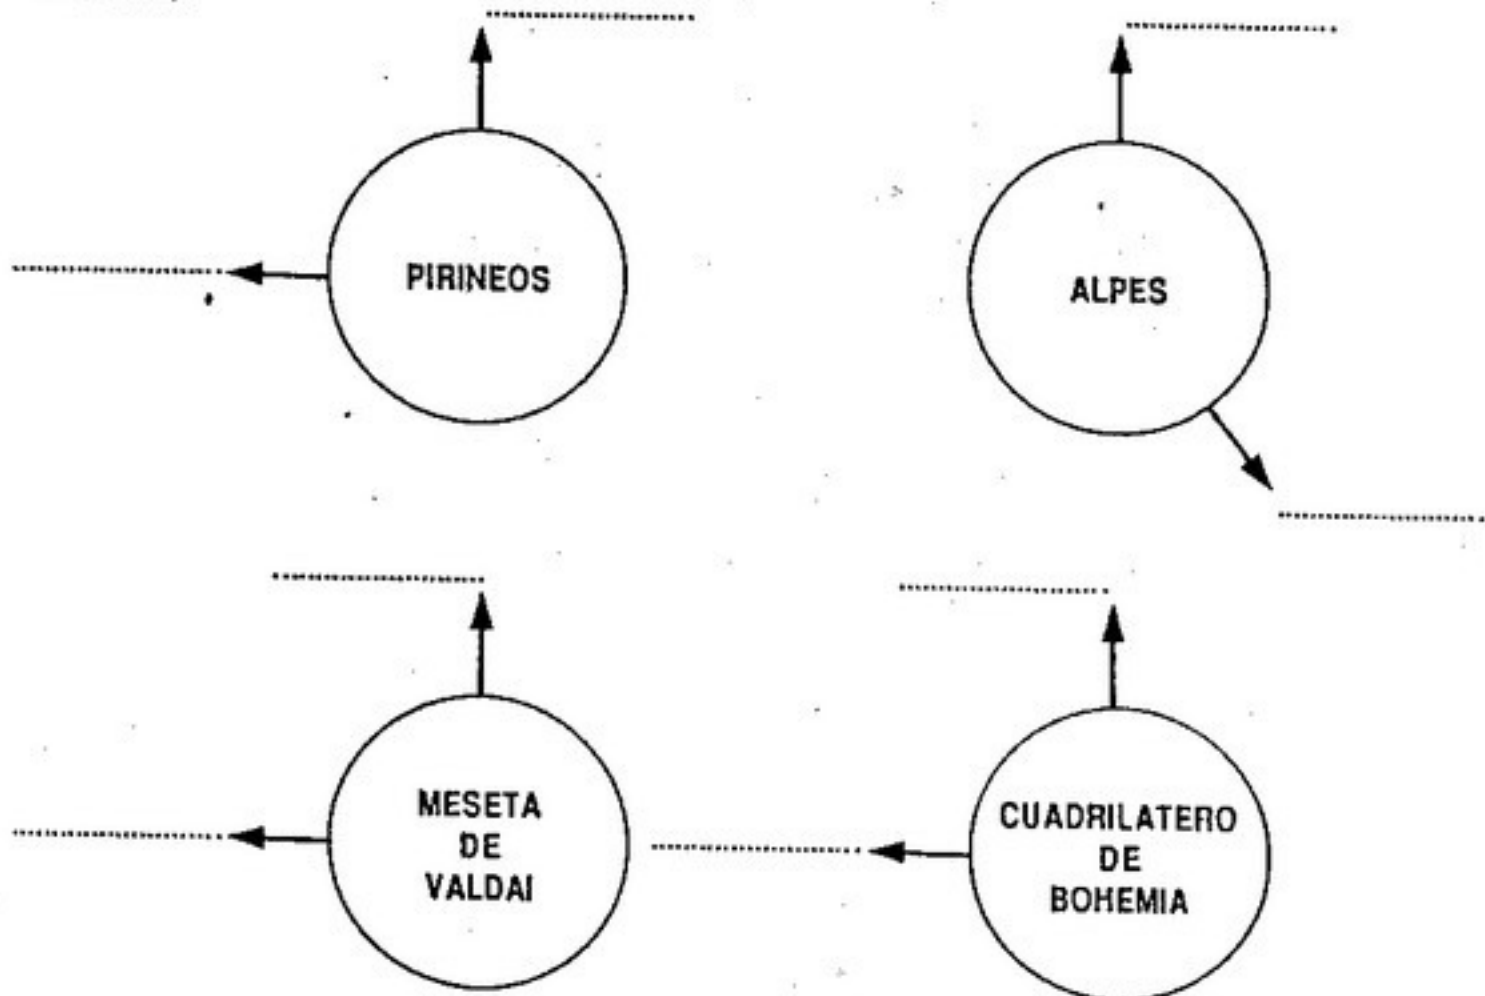 PIRINEOS
ALPES
MESETA
DE
VALDAI
CUADRILATERO
DE
BOHEMIA